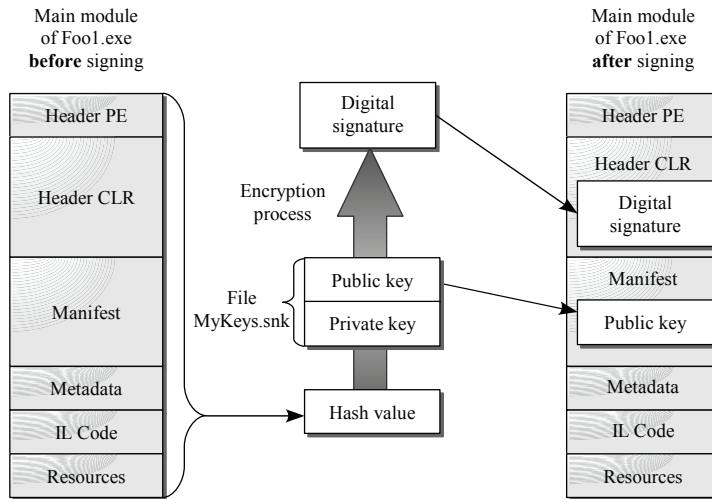 Main module
of Foo1.exe
before signing
Header PE
Header CLR
Manifest
Metadata
IL Code
Resources
Digital
signature
Encryption
process
File
MyKeys.snk
Public key
Private key
Hash value
Main module
of Foo1.exe
after signing
Header PE
Header CLR
Digital
signature
Manifest
Public key
Metadata
IL Code
Resources